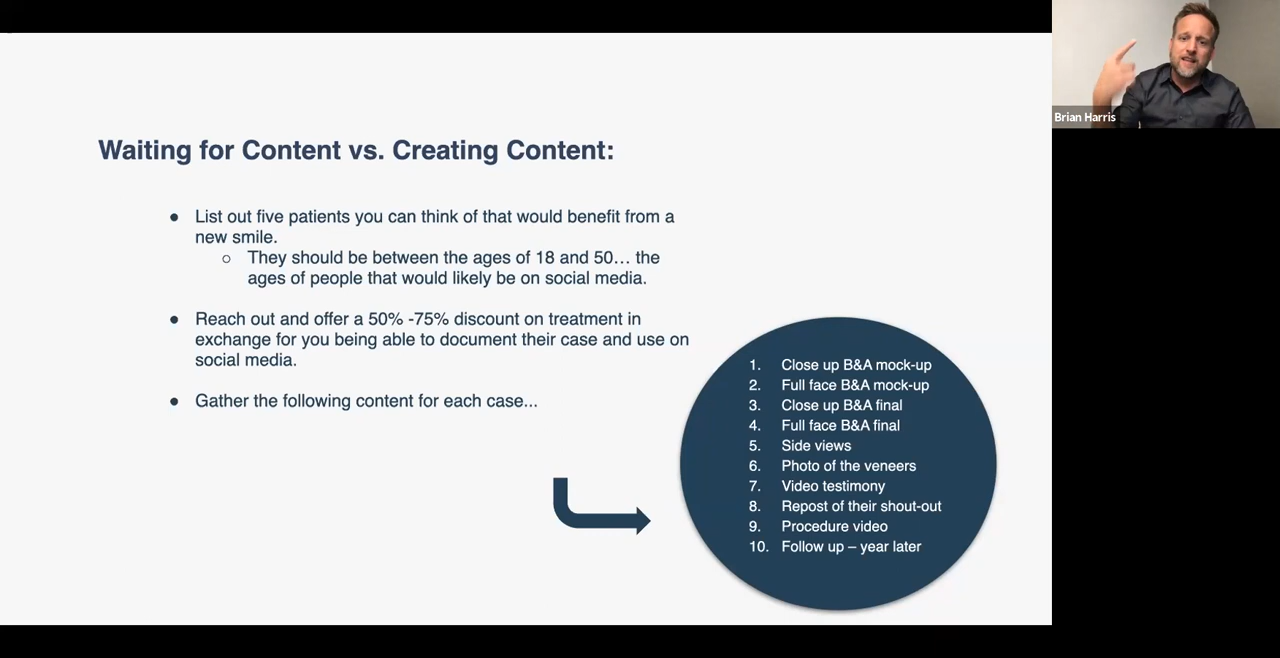 Brian Harris
Waiting for Content vs. Creating Content:
● List out five patients you can think of that would benefit from a
new smile.
○ They should be between the ages of 18 and 50… the
ages of people that would likely be on social media.
● Reach out and offer a 50% -75% discount on treatment in
exchange for you being able to document their case and use on
social media.
● Gather the following content for each case...
1. Close up B&A mock-up
2. Full face B&A mock-up
3. Close up B&A final
4. Full face B&A final
5. Side views
6. Photo of the veneers
7. Video testimony
8. Repost of their shout-out
9. Procedure video
10. Follow up – year later